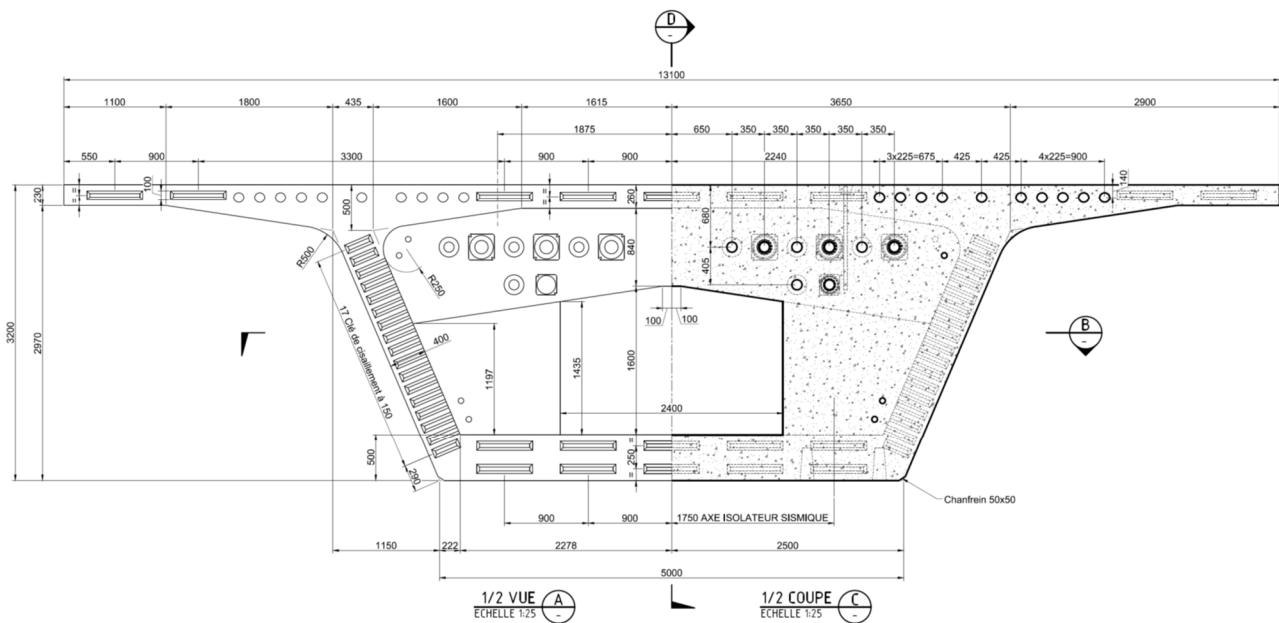 D
-
13100
1100 1800 435 1600 1615 3650 2900
1875 650 350 350 350 350 350
550 900 3300 900 900 2240 3x225=675 425 425 4x225=900
230 100 = = = = 260 140
500 680
R500 840
R250 405
3200 2970
17 Clé de cisaillement à 150
100 100
B
-
400
1197 1435 1600
2400
45
500 = 250 =
290
Chanfrein 50x50
900 900 1750 AXE ISOLATEUR SISMIQUE
1150 222 2278 2500
5000
1/2 VUE A
ECHELLE 1:25 -
1/2 COUPE C
ECHELLE 1:25 -